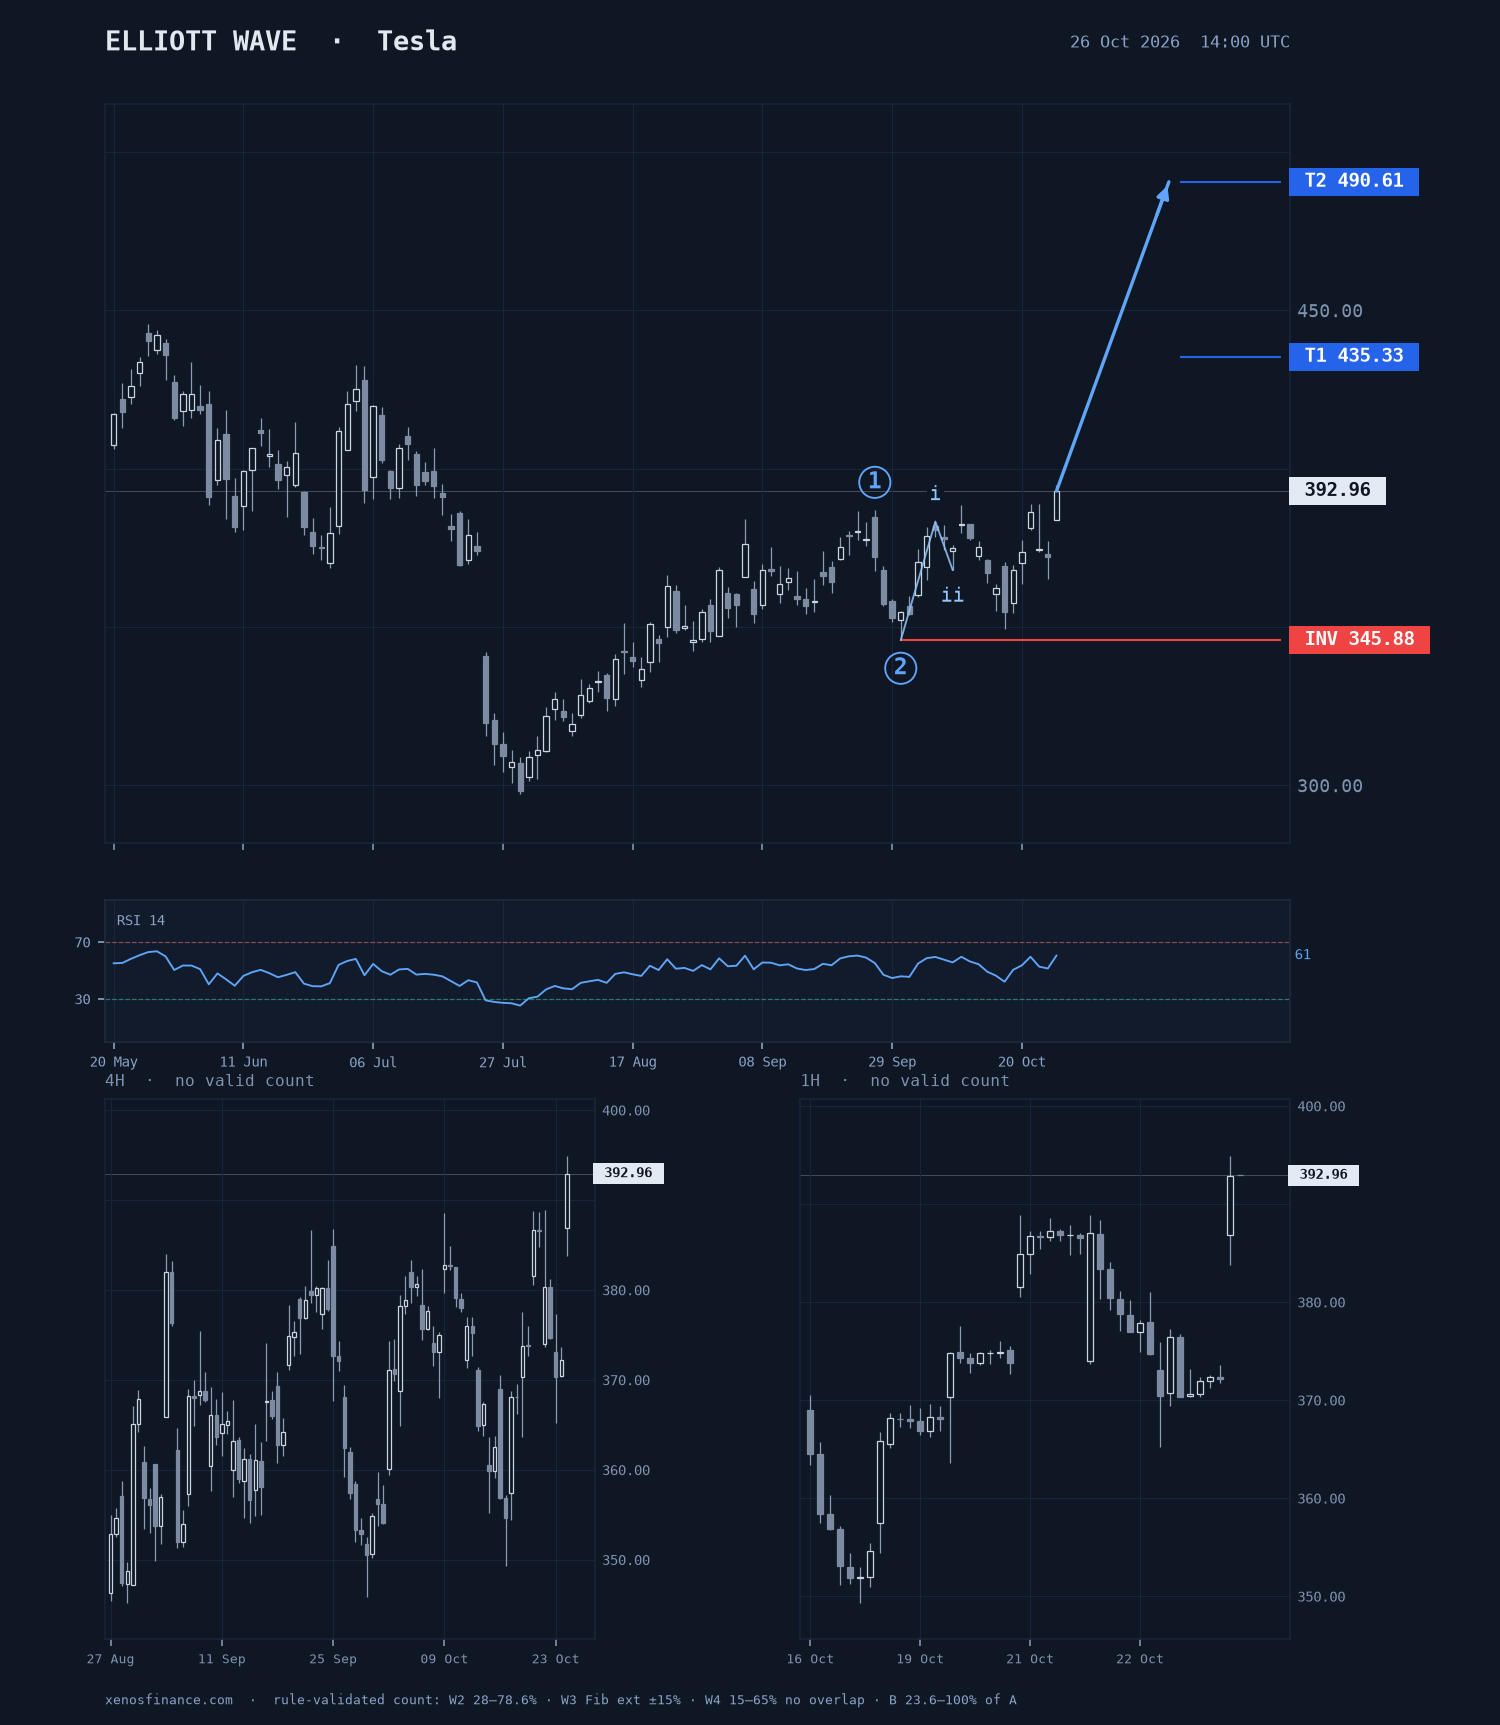 ELLIOTT WAVE · Tesla
26 Oct 2026 14:00 UTC
T2 490.61
450.00
T1 435.33
1
392.96
i
ii
INV 345.88
2
300.00
RSI 14
70
61
30
20 May 11 Jun 06 Jul 27 Jul 17 Aug 08 Sep 29 Sep 20 Oct
4H · no valid count
1H · no valid count
400.00
392.96
380.00
370.00
360.00
350.00
27 Aug 11 Sep 25 Sep 09 Oct 23 Oct
400.00
392.96
380.00
370.00
360.00
350.00
16 Oct 19 Oct 21 Oct 22 Oct
xenosfinance.com · rule-validated count: W2 28–78.6% · W3 Fib ext ±15% · W4 15–65% no overlap · B 23.6–100% of A